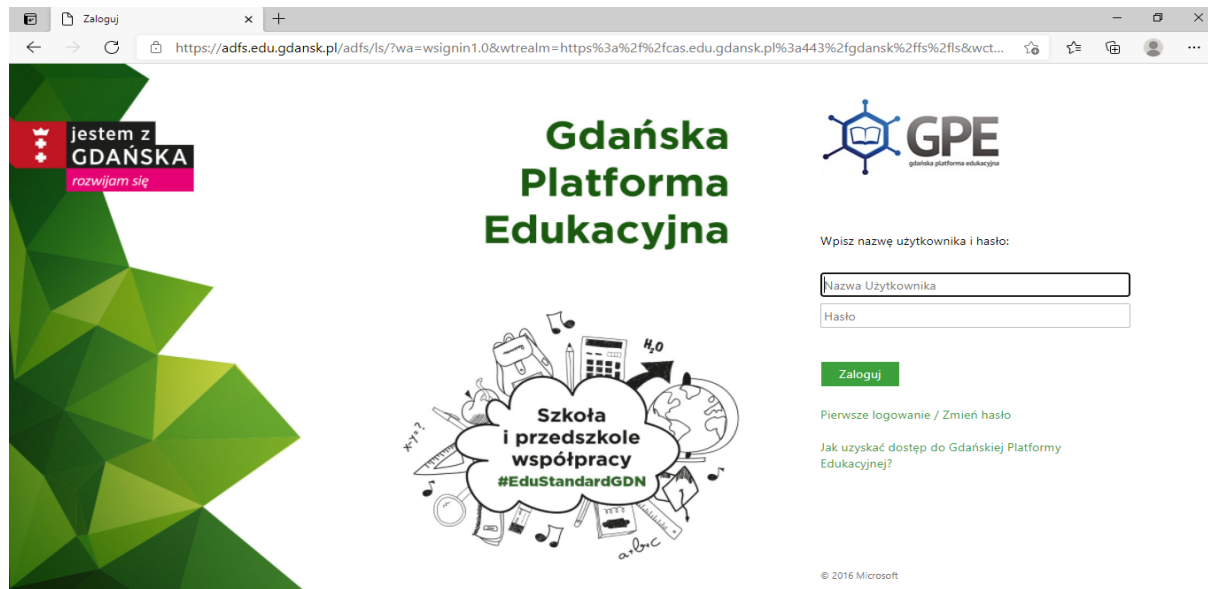 Zaloguj
https://adfs.edu.gdansk.pl/adfs/ls/?wa=wsignin1.0&wtrealm=https%3a%2f%2fcas.edu.gdansk.pl%3a443%2fgdansk%2ffs%2fls&wct...
jestem z
GDAŃSKA
rozwijam się
Gdańska
Platforma
Edukacyjna
GPE
gdańska platforma edukacyjna
Wpisz nazwę użytkownika i hasło:
Nazwa Użytkownika
Hasło
Zaloguj
Pierwsze logowanie / Zmień hasło
Jak uzyskać dostęp do Gdańskiej Platformy
Edukacyjnej?
H₂O
x-y=?
Szkoła
i przedszkole
współpracy
#EduStandardGDN
a+b=c
© 2016 Microsoft